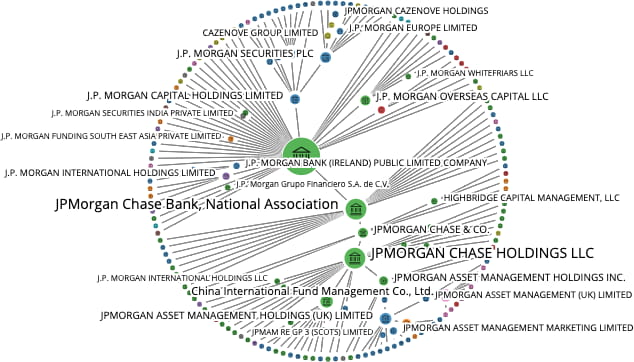 JPMORGAN CAZENOVE HOLDINGS
J.P. MORGAN EUROPE LIMITED
CAZENOVE GROUP LIMITED
J.P. MORGAN SECURITIES PLC
J.P. MORGAN WHITEFRIARS LLC
J.P. MORGAN CAPITAL HOLDINGS LIMITED
J.P. MORGAN OVERSEAS CAPITAL LLC
J.P. MORGAN SECURITIES INDIA PRIVATE LIMITED
J.P. MORGAN FUNDING SOUTH EAST ASIA PRIVATE LIMITED
J.P. MORGAN BANK (IRELAND) PUBLIC LIMITED COMPANY
J.P. MORGAN INTERNATIONAL HOLDINGS LIMITED
J.P. Morgan Grupo Financiero S.A. de C.V.
HIGHBRIDGE CAPITAL MANAGEMENT, LLC
JPMorgan Chase Bank, National Association
JPMORGAN CHASE & CO.
JPMORGAN CHASE HOLDINGS LLC
J.P. MORGAN INTERNATIONAL HOLDINGS LLC
JPMORGAN ASSET MANAGEMENT HOLDINGS INC.
China International Fund Management Co., Ltd.
JPMORGAN ASSET MANAGEMENT (UK) LIMITED
JPMORGAN ASSET MANAGEMENT HOLDINGS (UK) LIMITED
JPMAM RE GP 3 (SCOTS) LIMITED
JPMORGAN ASSET MANAGEMENT MARKETING LIMITED